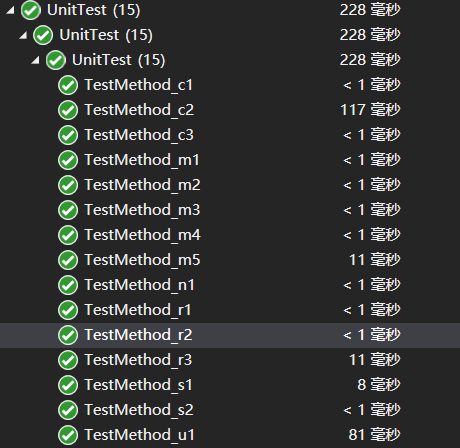 UnitTest (15) 228 毫秒
UnitTest (15) 228 毫秒
UnitTest (15) 228 毫秒
TestMethod_c1 < 1 毫秒
TestMethod_c2 117 毫秒
TestMethod_c3 < 1 毫秒
TestMethod_m1 < 1 毫秒
TestMethod_m2 < 1 毫秒
TestMethod_m3 < 1 毫秒
TestMethod_m4 < 1 毫秒
TestMethod_m5 11 毫秒
TestMethod_n1 < 1 毫秒
TestMethod_r1 < 1 毫秒
TestMethod_r2 < 1 毫秒
TestMethod_r3 11 毫秒
TestMethod_s1 8 毫秒
TestMethod_s2 < 1 毫秒
TestMethod_u1 81 毫秒